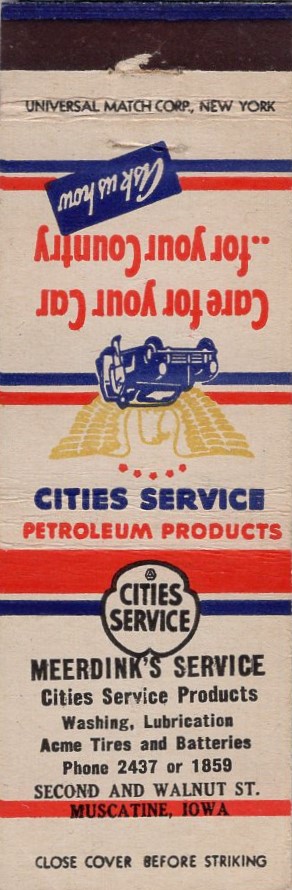 UNIVERSAL MATCH CORP., NEW YORK
Ask us how
Care for your Car
..for your Country
CITIES SERVICE
PETROLEUM PRODUCTS
CITIES
SERVICE
MEERDINK'S SERVICE
Cities Service Products
Washing, Lubrication
Acme Tires and Batteries
Phone 2437 or 1859
SECOND AND WALNUT ST.
MUSCATINE, IOWA
CLOSE COVER BEFORE STRIKING